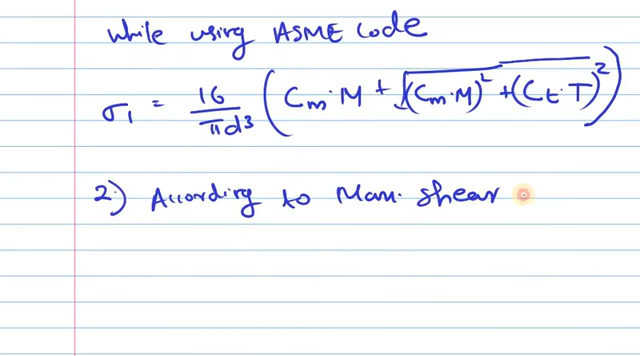 while using ASME Code
σ₁ = 16/πd³ ( Cm·M + √(Cm·M)² + (Ct·T)² )
2.) According to Max. shear